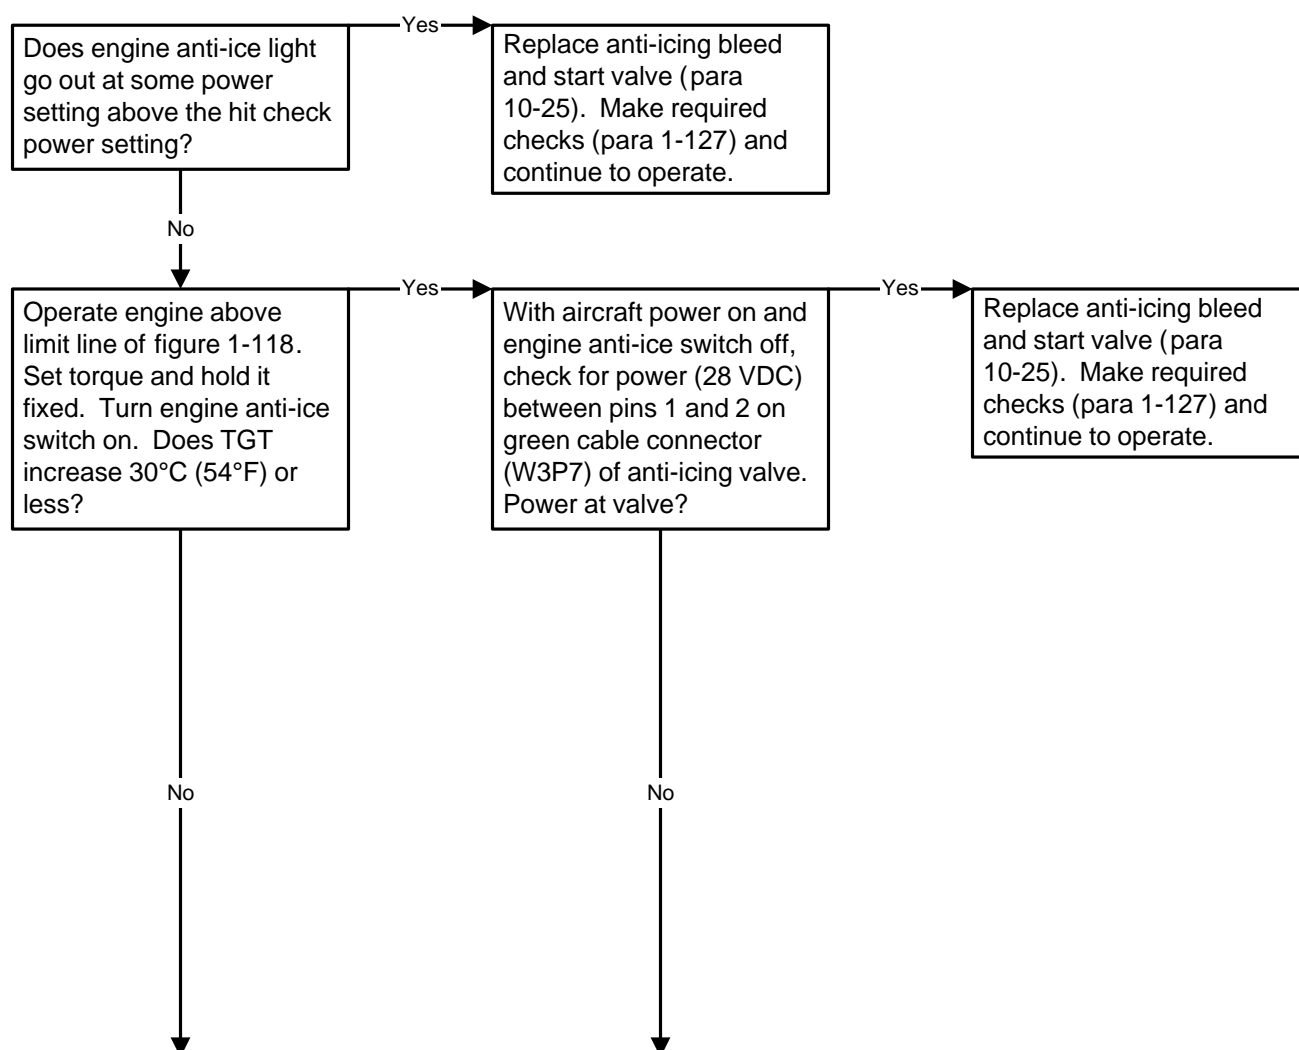 Does engine anti-ice light
go out at some power
setting above the hit check
power setting?
Yes
Replace anti-icing bleed
and start valve (para
10-25).  Make required
checks (para 1-127) and
continue to operate.
No
Operate engine above
limit line of figure 1-118.
Set torque and hold it
fixed.  Turn engine anti-ice
switch on.  Does TGT
increase 30°C (54°F) or
less?
Yes
With aircraft power on and
engine anti-ice switch off,
check for power (28 VDC)
between pins 1 and 2 on
green cable connector
(W3P7) of anti-icing valve.
Power at valve?
Yes
Replace anti-icing bleed
and start valve (para
10-25).  Make required
checks (para 1-127) and
continue to operate.
No
No